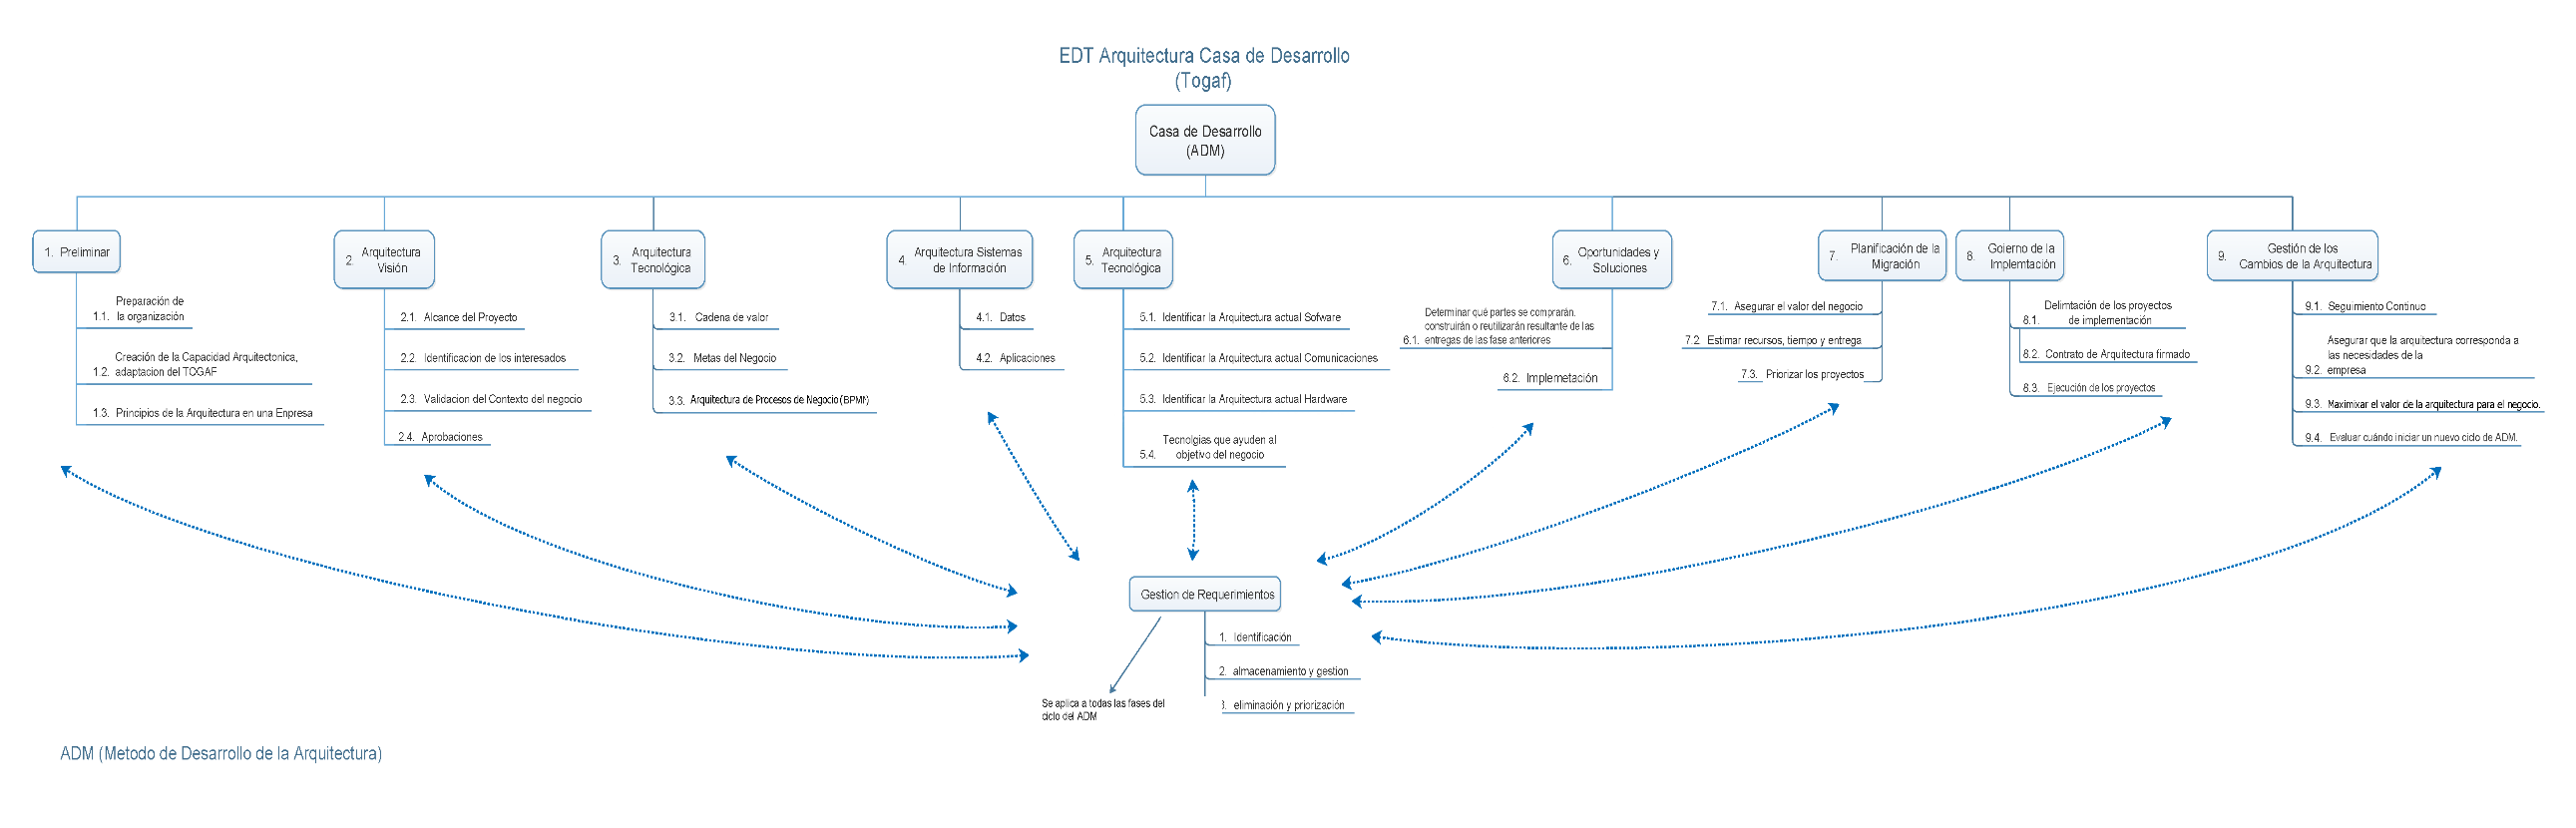 EDT Arquitectura Casa de Desarrollo
(Togaf)
Casa de Desarrollo
(ADM)
1. Preliminar
Preparación de
1.1. la organización
Creación de la Capacidad Arquitectonica,
1.2. adaptacion del TOGAF
1.3. Principios de la Arquitectura en una Enpresa
2. Arquitectura
Visión
2.1. Alcance del Proyecto
2.2. Identificacion de los interesados
2.3. Validacion del Contexto del negocio
2.4. Aprobaciones
3. Arquitectura
Tecnológica
3.1. Cadena de valor
3.2. Metas del Negocio
3.3. Arquitectura de Procesos de Negocio (BPMN)
4. Arquitectura Sistemas
de Información
4.1. Datos
4.2. Aplicaciones
5. Arquitectura
Tecnológica
5.1. Identificar la Arquitectura actual Sofware
5.2. Identificar la Arquitectura actual Comunicaciones
5.3. Identificar la Arquitectura actual Hardware
Tecnolgias que ayuden al
5.4. objetivo del negocio
6. Oportunidades y
Soluciones
Determinar qué partes se comprarán,
construirán o reutilizarán resultante de las
6.1. entregas de las fase anteriores
6.2. Implemetación
7. Planificación de la
Migración
7.1. Asegurar el valor del negocio
7.2. Estimar recursos, tiempo y entrega
7.3. Priorizar los proyectos
8. Goierno de la
Implemtación
Delimtación de los proyectos
8.1. de implementación
8.2. Contrato de Arquitectura firmado
8.3. Ejecución de los proyectos
9. Gestión de los
Cambios de la Arquitectura
9.1. Seguimiento Continuo
Asegurar que la arquitectura corresponda a
las necesidades de la
9.2. empresa
9.3. Maximixar el valor de la arquitectura para el negocio.
9.4. Evaluar cuándo iniciar un nuevo ciclo de ADM.
Gestion de Requerimientos
1. Identificación
2. almacenamiento y gestion
3. eliminación y priorización
Se aplica a todas las fases del
ciclo del ADM
ADM (Metodo de Desarrollo de la Arquitectura)